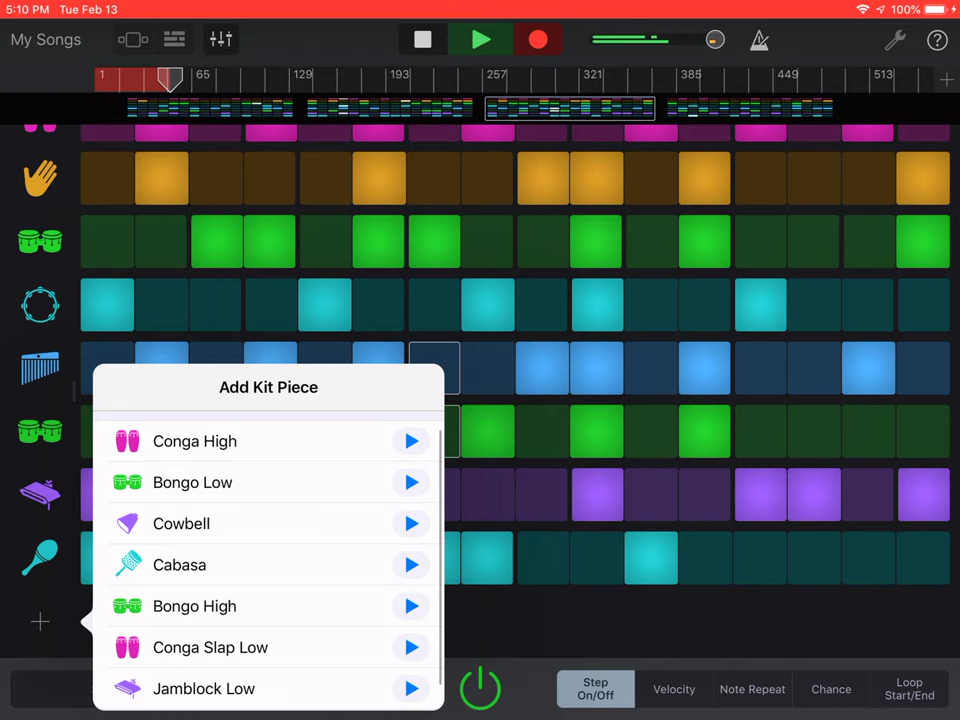 5:10 PM Tue Feb 13 100%
My Songs
1 65 129 193 257 321 385 449 513
Add Kit Piece
Conga High
Bongo Low
Cowbell
Cabasa
Bongo High
Conga Slap Low
Jamblock Low
Step
On/Off
Velocity
Note Repeat
Chance
Loop
Start/End